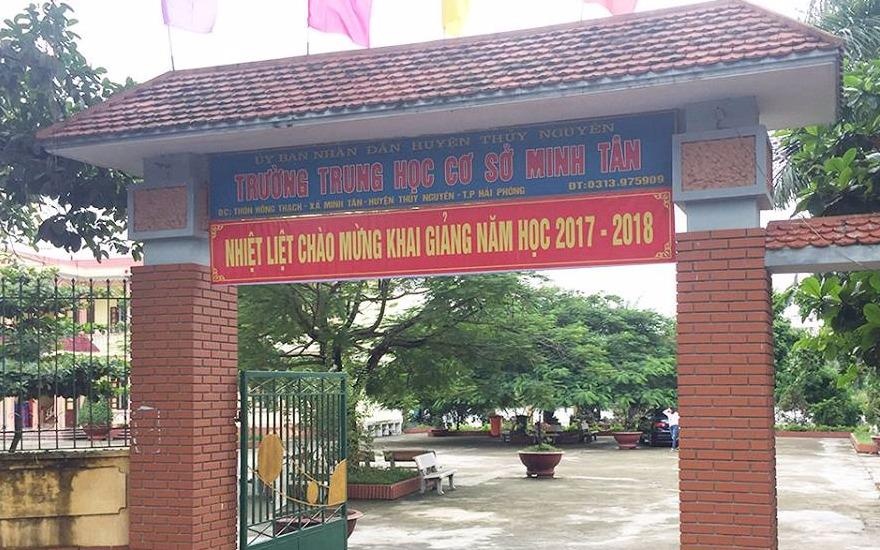 ỦY BAN NHÂN DÂN HUYỆN THỦY NGUYÊN
TRƯỜNG TRUNG HỌC CƠ SỞ MINH TÂN
ĐC: THÔN HỒNG THẠCH - XÃ MINH TÂN - HUYỆN THỦY NGUYÊN - T.P HẢI PHÒNG ĐT: 0313.975909
NHIỆT LIỆT CHÀO MỪNG KHAI GIẢNG NĂM HỌC 2017 - 2018